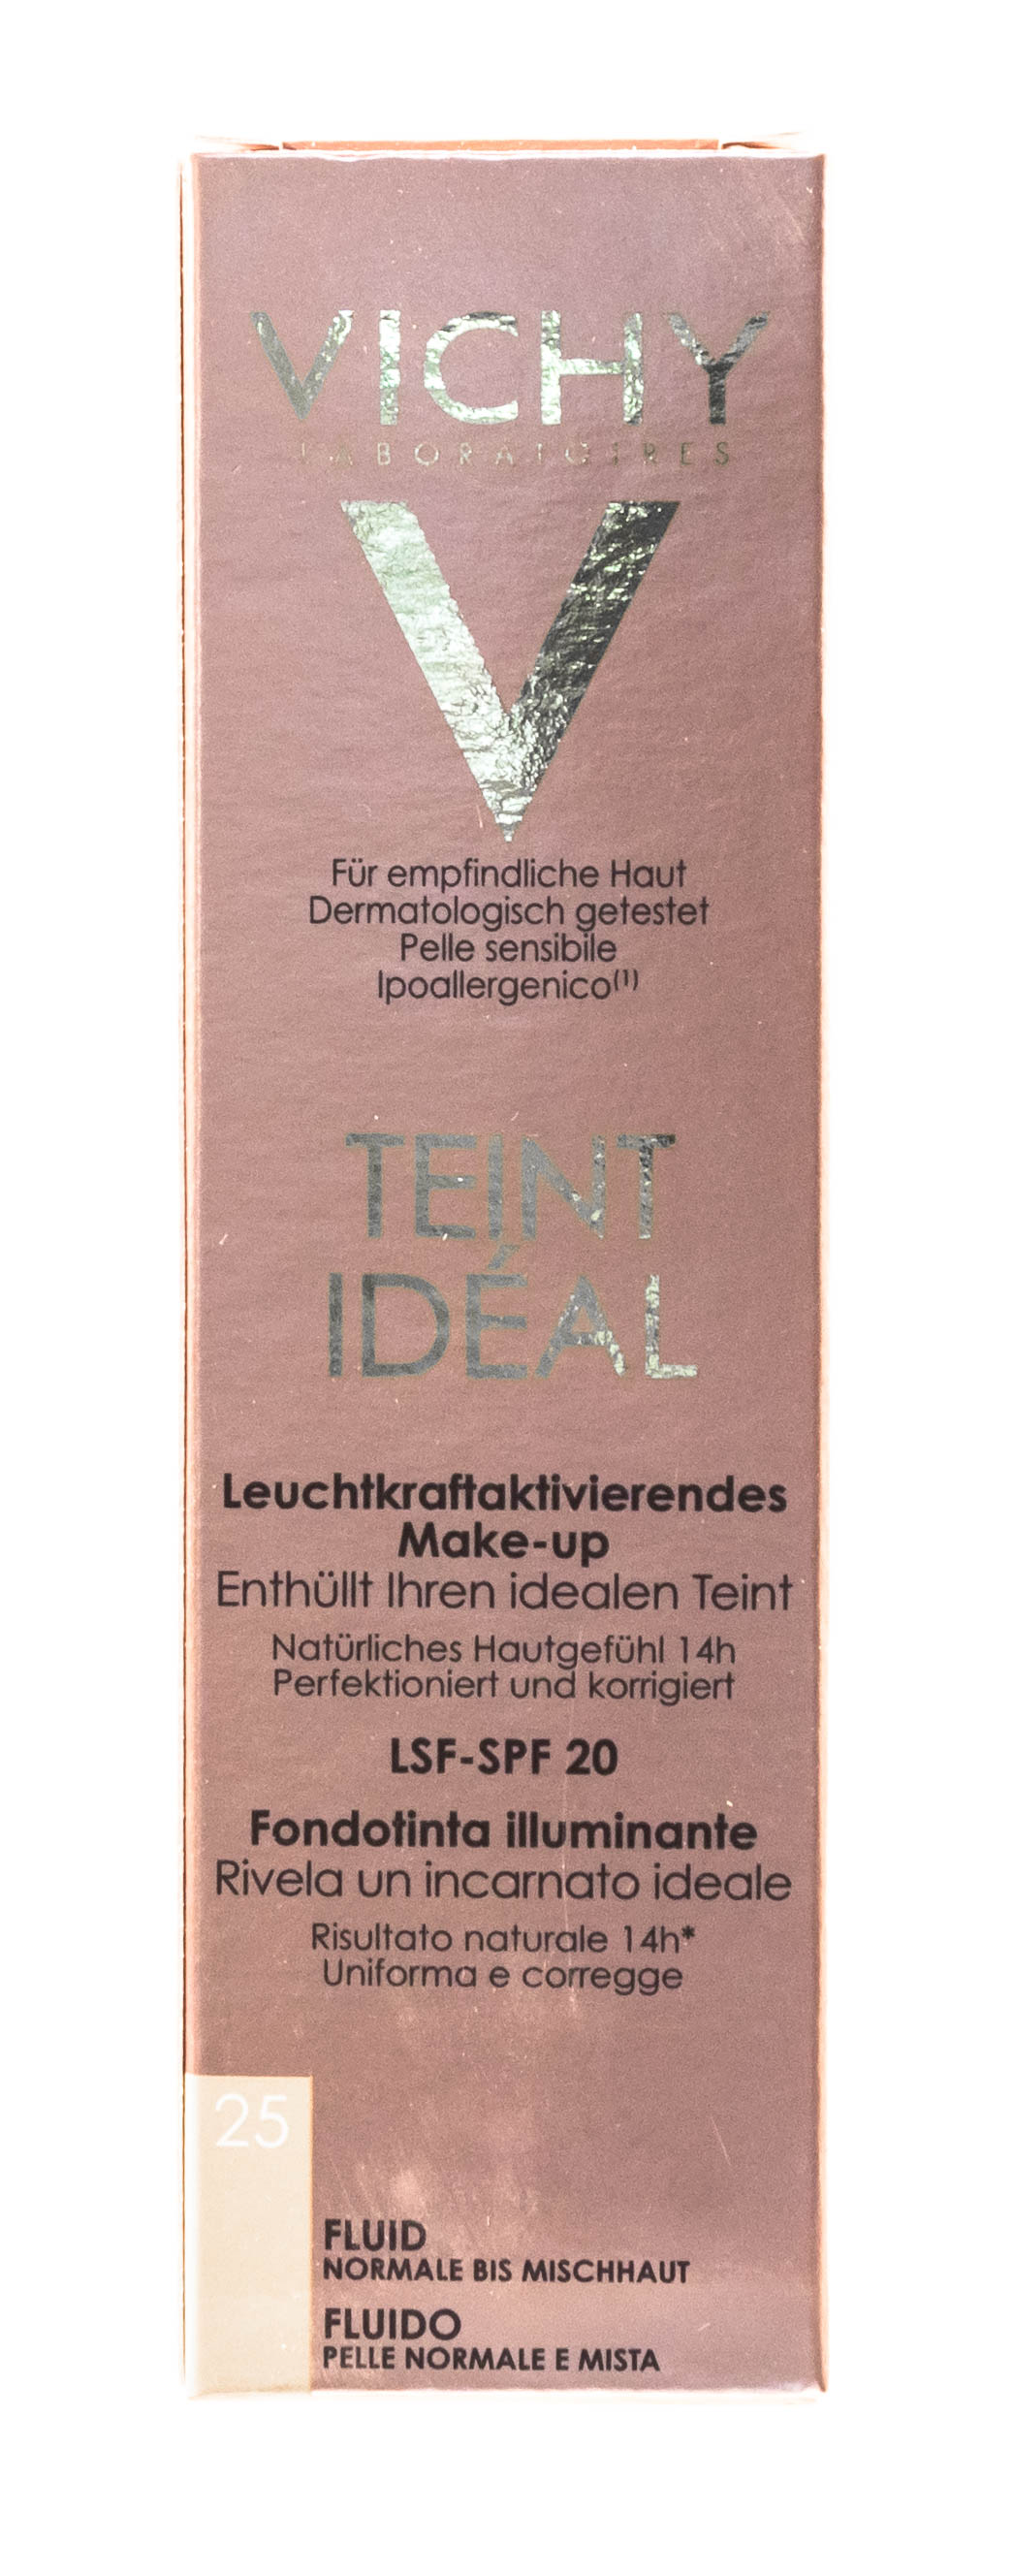 VICHY
LABORATOIRES
V
Für empfindliche Haut
Dermatologisch getestet
Pelle sensibile
Ipoallergenico(1)
TEINT
IDÉAL
Leuchtkraftaktivierendes
Make-up
Enthüllt Ihren idealen Teint
Natürliches Hautgefühl 14h
Perfektioniert und korrigiert
LSF-SPF 20
Fondotinta illuminante
Rivela un incarnato ideale
Risultato naturale 14h*
Uniforma e corregge
25
FLUID
NORMALE BIS MISCHHAUT
FLUIDO
PELLE NORMALE E MISTA